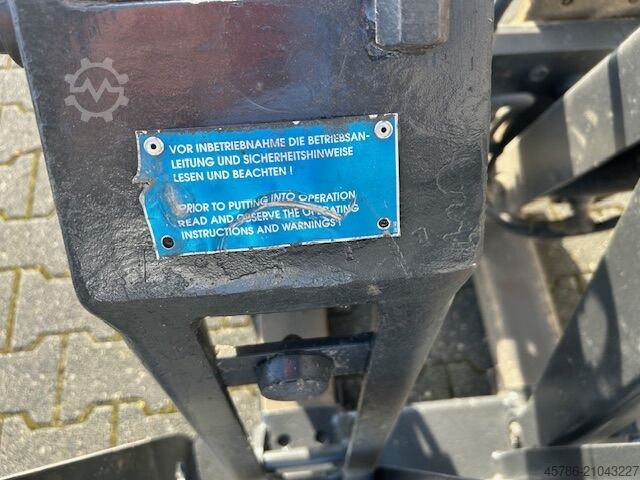 VOR INBETRIEBNAHME DIE BETRIEBSAN-
LEITUNG UND SICHERHEITSHINWEISE
LESEN UND BEACHTEN !
PRIOR TO PUTTING INTO OPERATION
READ AND OBSERVE THE OPERATING
INSTRUCTIONS AND WARNINGS !
45786-21043227